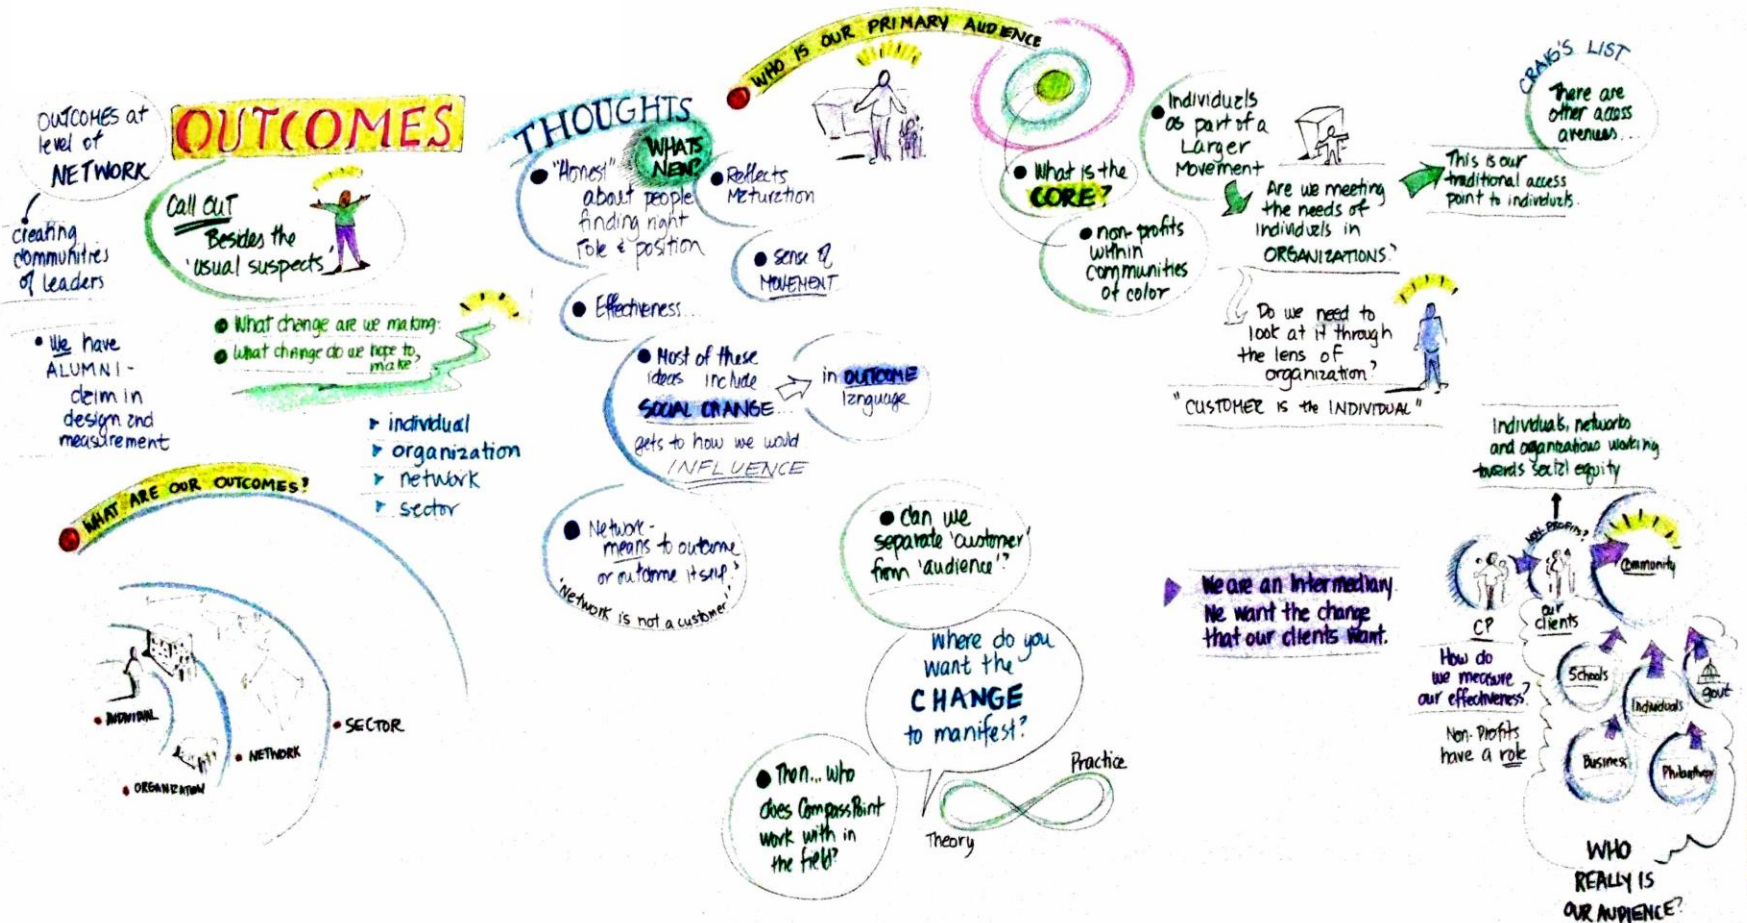 OUTCOMES at
level of
NETWORK
creating
communities
of leaders
• We have
ALUMNI -
claim in
design and
measurement
OUTCOMES
Call OUT
Besides the
'usual suspects'
What change are we making?
What change do we hope to
make?
individual
organization
network
sector
WHAT ARE OUR OUTCOMES?
• INDIVIDUAL
• ORGANIZATION
• NETWORK
• SECTOR
THOUGHTS
WHATS
NEW?
• "Honest"
about people
finding right
role & position
• Reflects
Maturation
• sense of
MOVEMENT
• Effectiveness...
• Most of these
ideas include
SOCIAL CHANGE...
in OUTCOME
language
gets to how we would
INFLUENCE
• Network -
means to outcome
or outcome itself?
'Network is not a customer'
WHO IS OUR PRIMARY AUDIENCE
• What is the
CORE?
• non-profits
within
communities
of color
• Individuals
as part of a
Larger
Movement
Are we meeting
the needs of
Individuals in
ORGANIZATIONS?
This is our
traditional access
point to individuals.
CRAIG'S LIST
There are
other access
avenues...
Do we need to
look at it through
the lens of
organization?
"CUSTOMER IS the INDIVIDUAL"
• Can we
separate 'customer'
from 'audience'?
Where do you
want the
CHANGE
to manifest?
• Then... who
does CompassPoint
work with in
the field?
Theory
Practice
We are an Intermediary.
We want the change
that our clients want.
Individuals, networks
and organizations working
towards social equity
NON-PROFITS?
Community
CP
our
clients
How do
we measure
our effectiveness?
Non-Profits
have a role
Schools
Individuals
gov't
Business
Philanthropy
WHO
REALLY IS
OUR AUDIENCE?